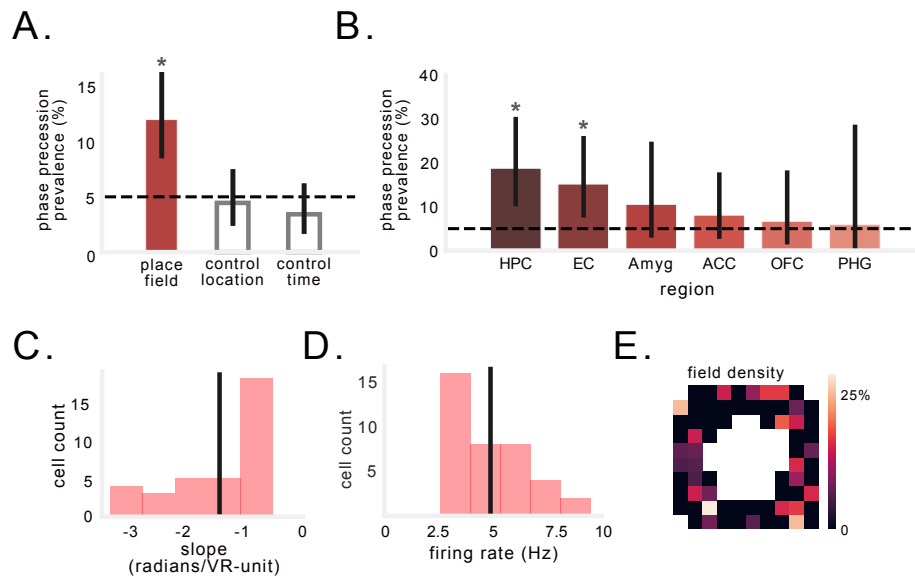 A.
phase precession
prevalence (%)
15
10
5
0
*
place
field
control
location
control
time
B.
phase precession
prevalence (%)
40
30
20
10
0
*
*
HPC
EC
Amyg
ACC
OFC
PHG
region
C.
cell count
15
10
5
0
-3
-2
-1
0
slope
(radians/VR-unit)
D.
cell count
15
10
5
0
2.5
5
7.5
10
firing rate (Hz)
E.
field density
25%
0